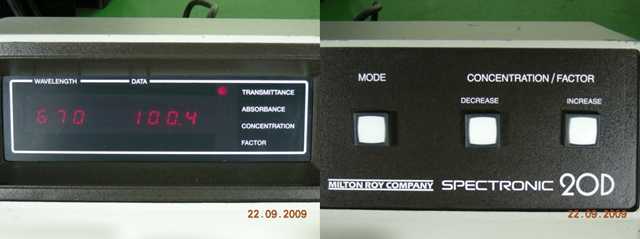 WAVELENGTH DATA
TRANSMITTANCE
670 100.4
ABSORBANCE
CONCENTRATION
FACTOR
22.09.2009
MODE CONCENTRATION / FACTOR
DECREASE INCREASE
MILTON ROY COMPANY SPECTRONIC 20D
22.09.2009